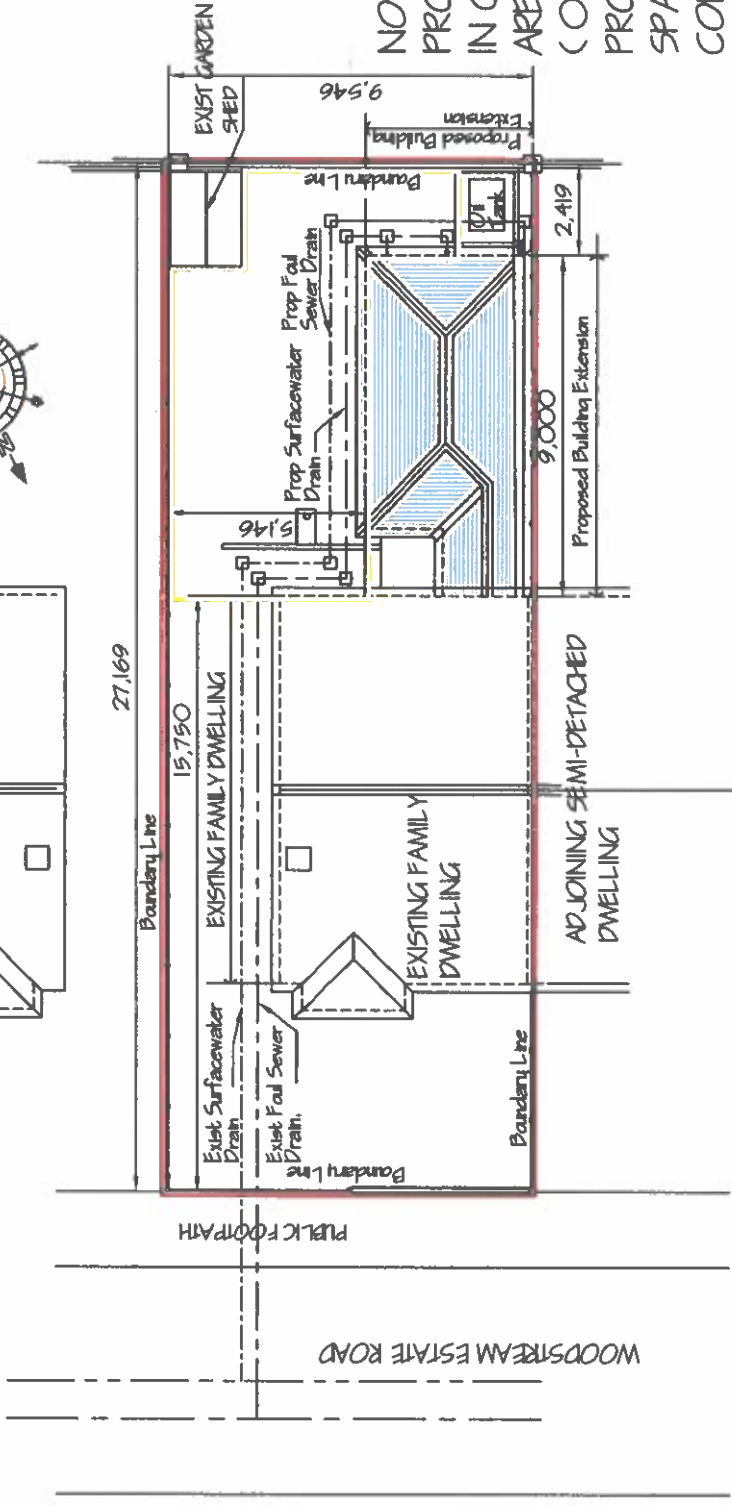 NO
PRO
IN C
ARE
( O
PRO
SPA
CON
EXIST GARDEN
SHED
9,546
Proposed Building
Extension
Boundary Line
Oil
Tank
2,419
Prop Foul
Sewer Drain
Prop Surfacewater
Drain
5,146
9,000
Proposed Building Extension
27,169
Boundary Line
15,750
EXISTING FAMILY DWELLING
EXISTING FAMILY
DWELLING
ADJOINING SEMI-DETACHED
DWELLING
Exist Surfacewater
Drain
Exist Foul Sewer
Drain.
Boundary Line
Boundary Line
PUBLIC FOOTPATH
WOODSTREAM ESTATE ROAD